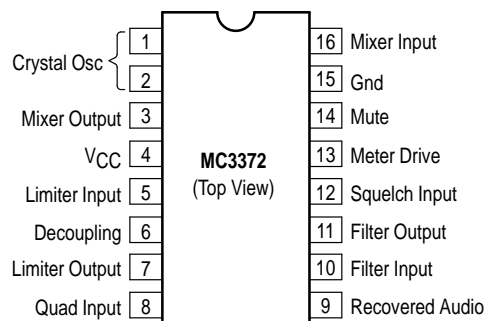 Crystal Osc
1
2
Mixer Output 3
VCC 4
Limiter Input 5
Decoupling 6
Limiter Output 7
Quad Input 8
MC3372
(Top View)
16 Mixer Input
15 Gnd
14 Mute
13 Meter Drive
12 Squelch Input
11 Filter Output
10 Filter Input
9 Recovered Audio